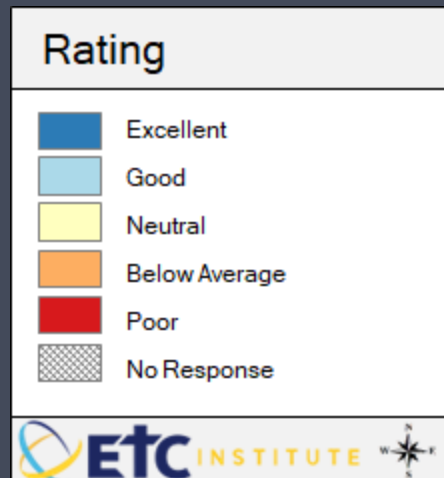 Rating
Excellent
Good
Neutral
Below Average
Poor
No Response
ETC INSTITUTE
N
W E
S